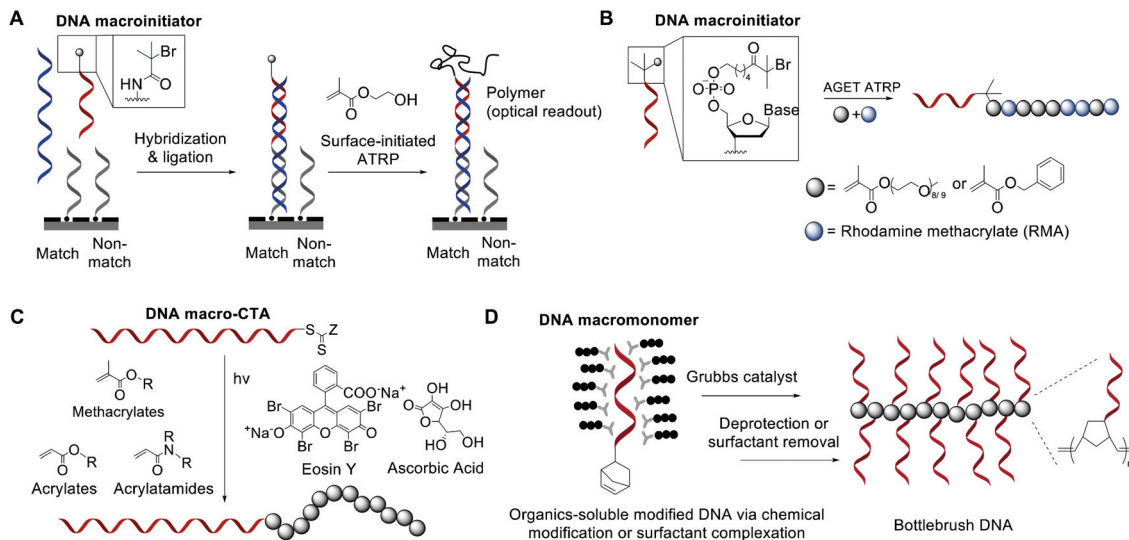 A
DNA macroinitiator
Br
O
HN
Hybridization
& ligation
O
O
OH
Surface-initiated
ATRP
Polymer
(optical readout)
Match
Non-
match
Match
Non-
match
Match
Non-
match
B
DNA macroinitiator
O
Br
O
4
O-P=O
O
O
Base
AGET ATRP
+
=
O
O
O
8/ 9
or
O
O
= Rhodamine methacrylate (RMA)
C
DNA macro-CTA
S
Z
S
O
O
R
Methacrylates
hv
O
O
R
Acrylates
R
N
R
O
Acrylatamides
COO-Na+
Br
Br
+Na-O
O
O
Br
Br
Eosin Y
HO
OH
O
O
OH
OH
Ascorbic Acid
D
DNA macromonomer
Grubbs catalyst
Deprotection or
surfactant removal
n
Organics-soluble modified DNA via chemical
modification or surfactant complexation
Bottlebrush DNA